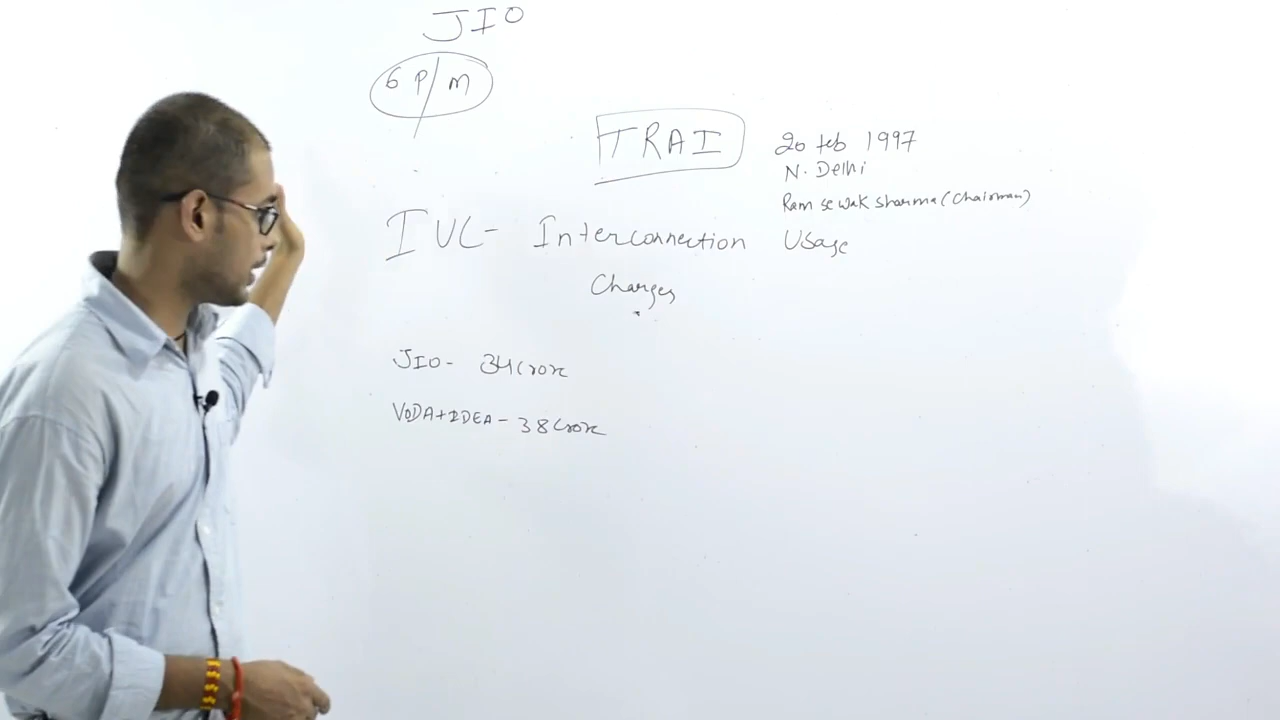 JIO
6 P/M
TRAI
20 feb 1997
N. Delhi
Ram sewak sharma (Chairman)
IUC- Interconnection Usage
Charges
JIO- 34 Crore
VODA+IDEA - 38 Crore